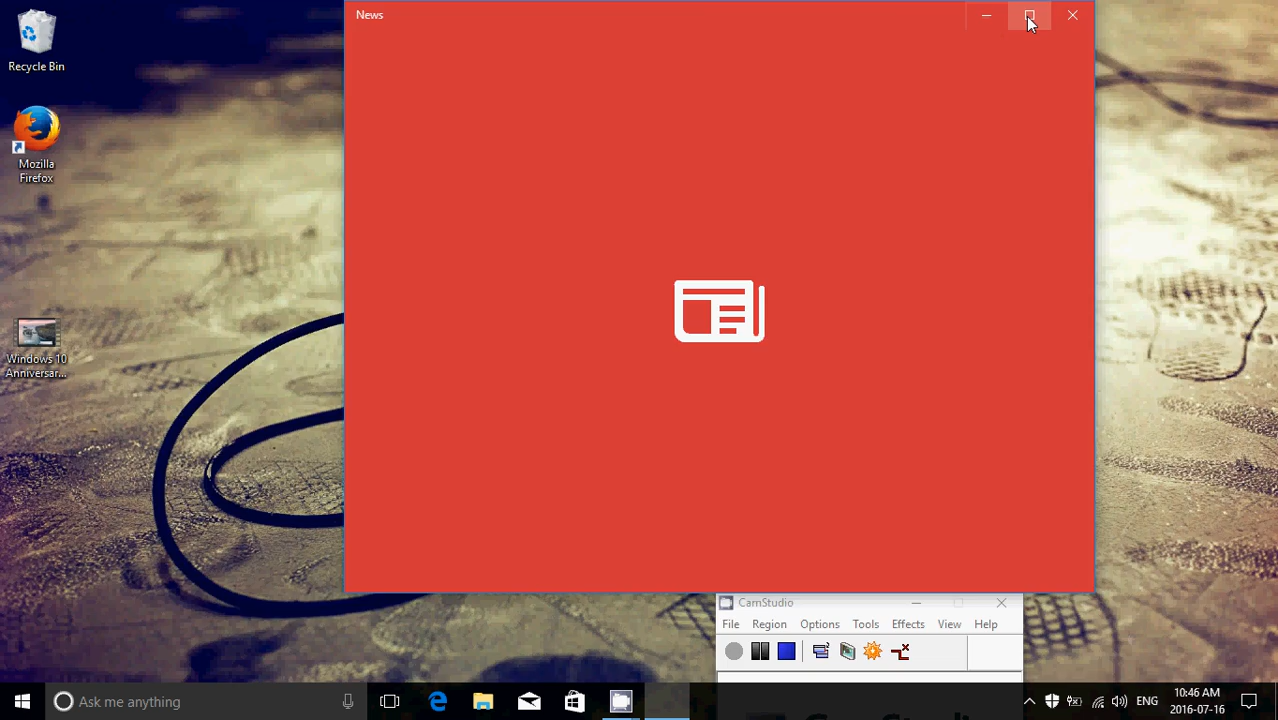 News
Recycle Bin
Mozilla
Firefox
Windows 10
Anniversar...
CamStudio
File Region Options Tools Effects View Help
Ask me anything
ENG
10:46 AM
2016-07-16